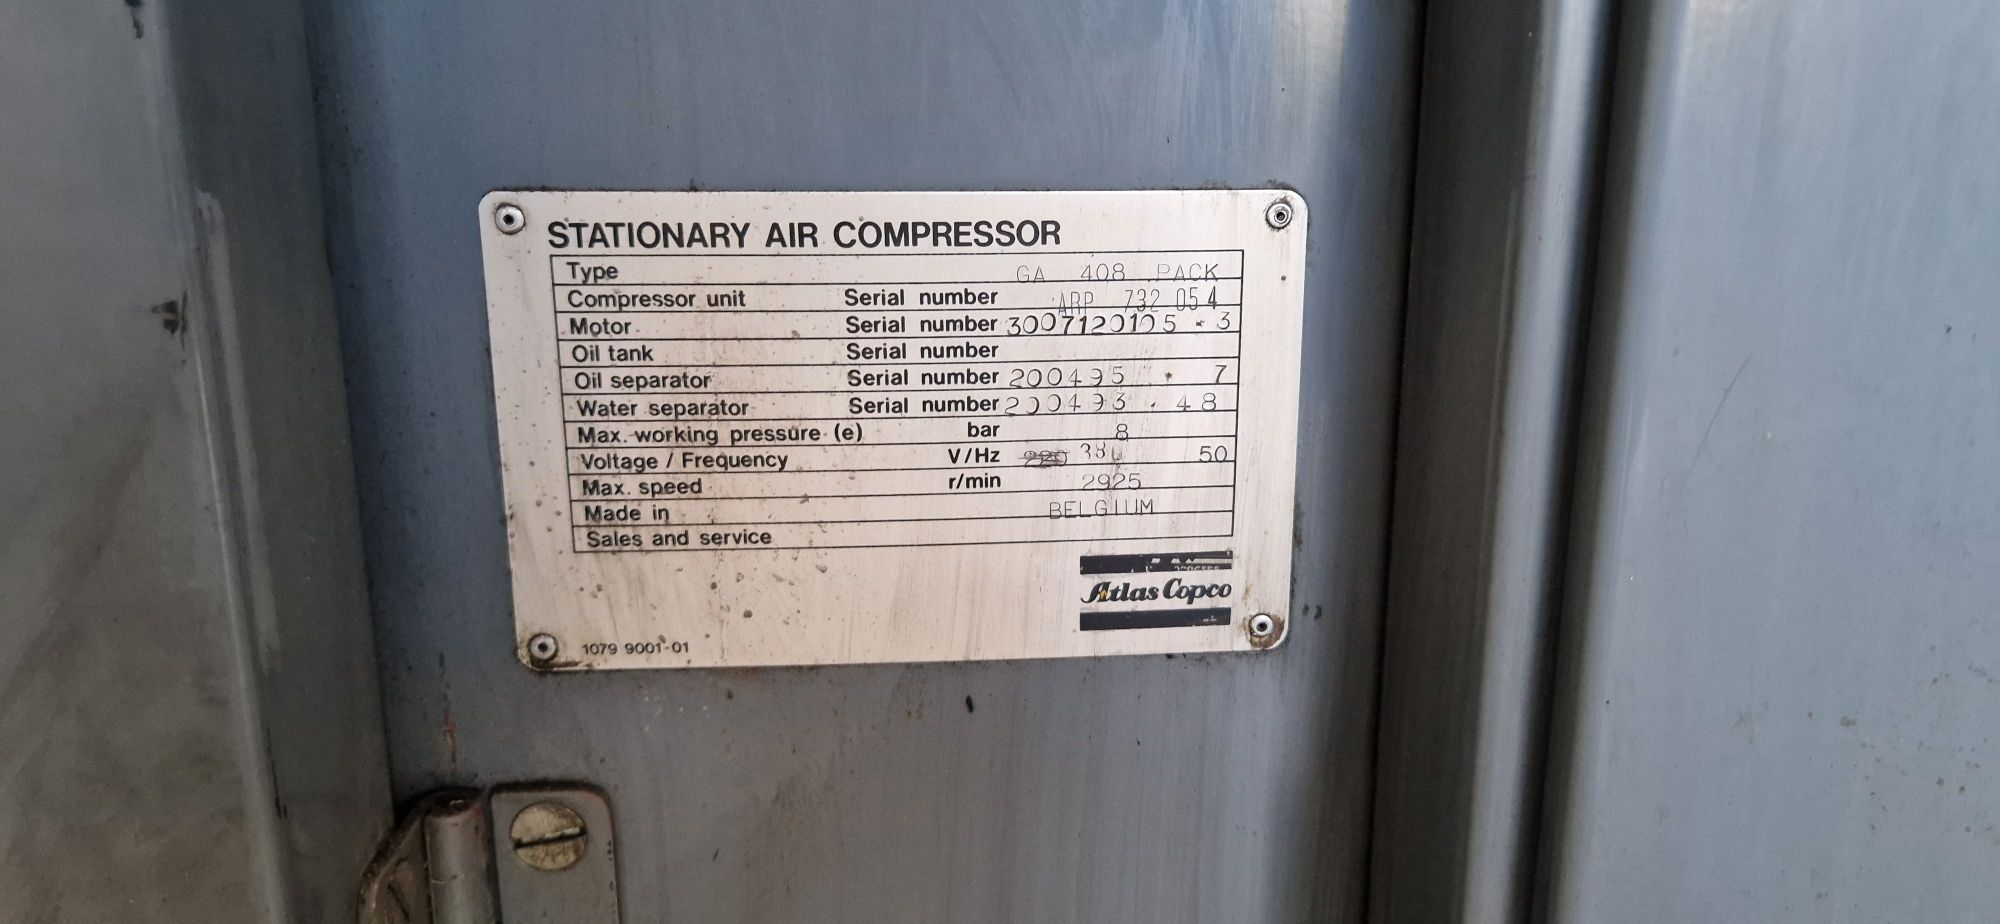 STATIONARY AIR COMPRESSOR
Type GA 408 PACK
Compressor unit Serial number ARP 732 054
Motor Serial number 3007120105 - 3
Oil tank Serial number
Oil separator Serial number 200495 . 7
Water separator Serial number 200493 . 48
Max. working pressure (e) bar 8
Voltage / Frequency V/Hz 220 380 50
Max. speed r/min 2925
Made in BELGIUM
Sales and service
Atlas Copco
1079 9001-01